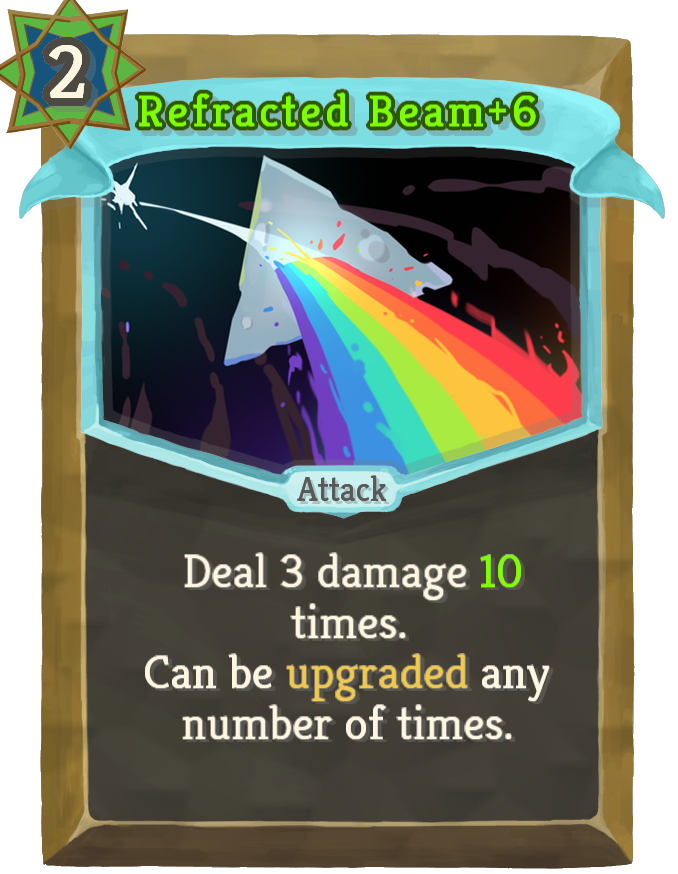 2
Refracted Beam+6
Attack
Deal 3 damage 10
times.
Can be upgraded any
number of times.